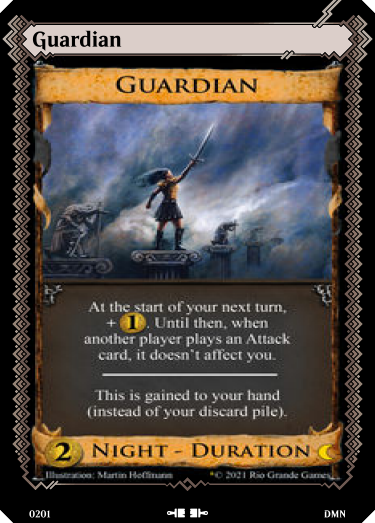 Guardian
GUARDIAN
At the start of your next turn,
+ 1. Until then, when
another player plays an Attack
card, it doesn't affect you.
This is gained to your hand
(instead of your discard pile).
2 NIGHT - DURATION
Illustration: Martin Hoffmann *© 2021 Rio Grande Games
0201 DMN